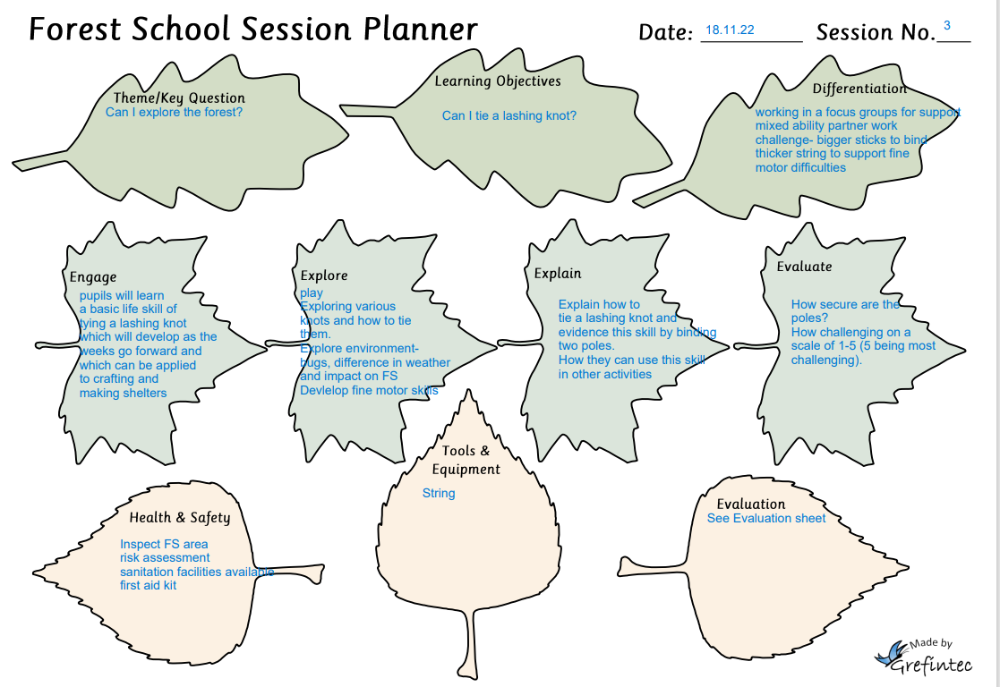 Forest School Session Planner
Date: 18.11.22 Session No. 3
Theme/Key Question
Can I explore the forest?
Learning Objectives
Can I tie a lashing knot?
Differentiation
working in a focus groups for support
mixed ability partner work
challenge- bigger sticks to bind
thicker string to support fine
motor difficulties
Engage
pupils will learn
a basic life skill of
tying a lashing knot
which will develop as the
weeks go forward and
which can be applied
to crafting and
making shelters
Explore
play
Exploring various
knots and how to tie
them.
Explore environment-
bugs, difference in weather
and impact on FS
Devlelop fine motor skills
Explain
Explain how to
tie a lashing knot and
evidence this skill by binding
two poles.
How they can use this skill
in other activities
Evaluate
How secure are the
poles?
How challenging on a
scale of 1-5 (5 being most
challenging).
Health & Safety
Inspect FS area
risk assessment
sanitation facilities available
first aid kit
Tools &
Equipment
String
Evaluation
See Evaluation sheet
Made by
Grefintec